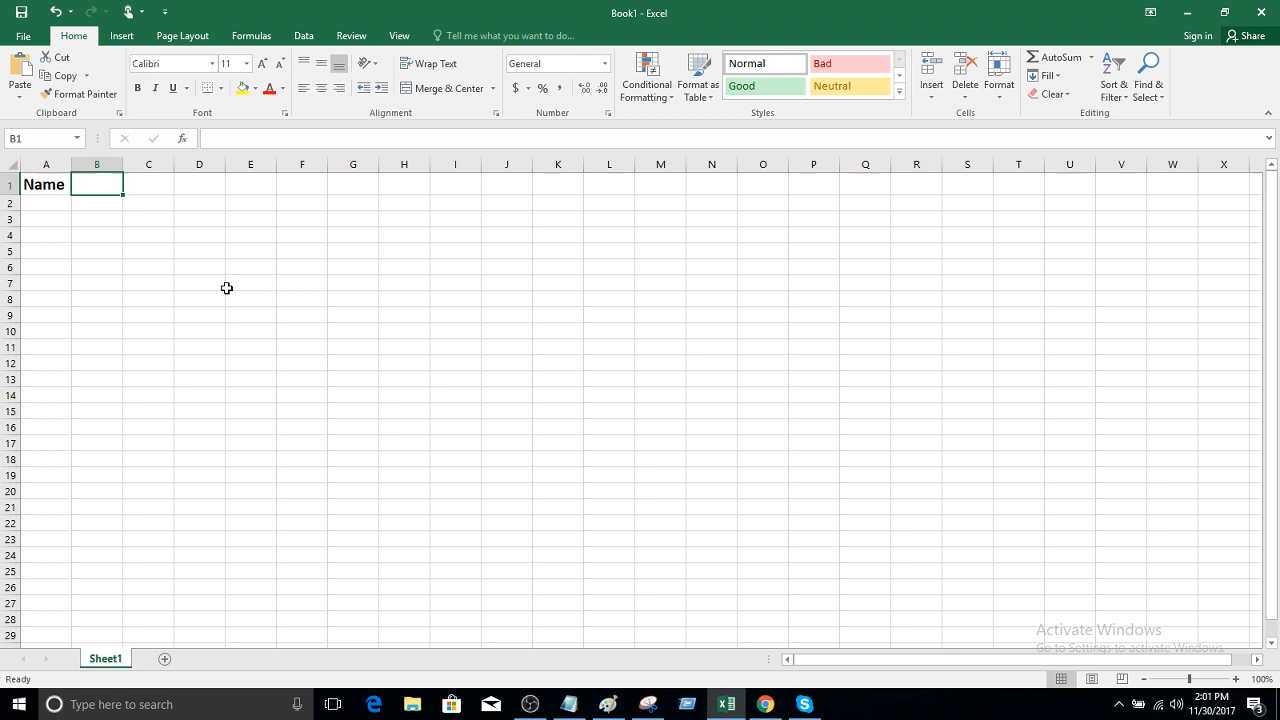 Book1 - Excel
File Home Insert Page Layout Formulas Data Review View Tell me what you want to do... Sign in Share
Paste
Cut
Copy
Format Painter
Clipboard
Calibri 11
B I U
Font
Wrap Text
Merge & Center
Alignment
General
$ % ,
Number
Conditional Formatting
Format as Table
Normal Bad
Good Neutral
Styles
Insert Delete Format
Cells
AutoSum
Fill
Clear
Sort & Filter
Find & Select
Editing
B1 fx
A B C D E F G H I J K L M N O P Q R S T U V W X
1 Name
2
3
4
5
6
7
8
9
10
11
12
13
14
15
16
17
18
19
20
21
22
23
24
25
26
27
28
29
Activate Windows
Go to Settings to activate Windows.
Sheet1
Ready 100%
Type here to search
2:01 PM
11/30/2017